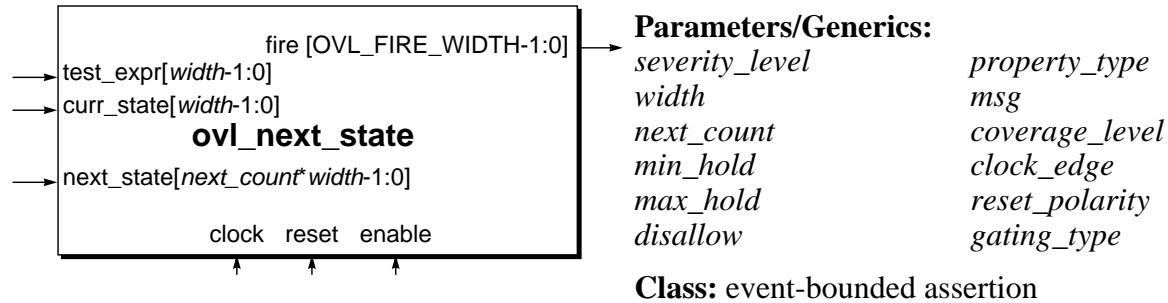 fire [OVL_FIRE_WIDTH-1:0]
test_expr[width-1:0]
curr_state[width-1:0]
ovl_next_state
next_state[next_count*width-1:0]
clock reset enable
Parameters/Generics:
severity_level property_type
width msg
next_count coverage_level
min_hold clock_edge
max_hold reset_polarity
disallow gating_type
Class: event-bounded assertion